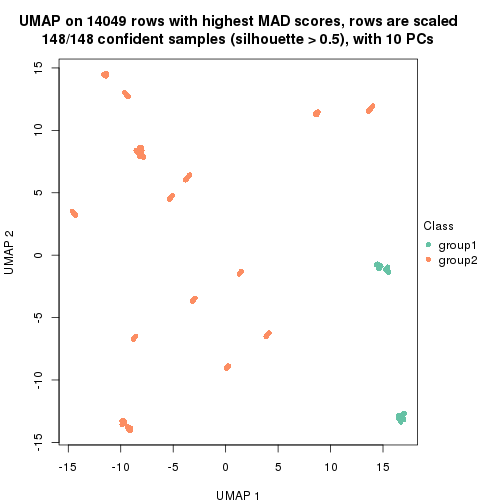 UMAP on 14049 rows with highest MAD scores, rows are scaled
148/148 confident samples (silhouette > 0.5), with 10 PCs
15
10
5
0
-5
-10
-15
UMAP 2
-15
-10
-5
0
5
10
15
UMAP 1
Class
group1
group2